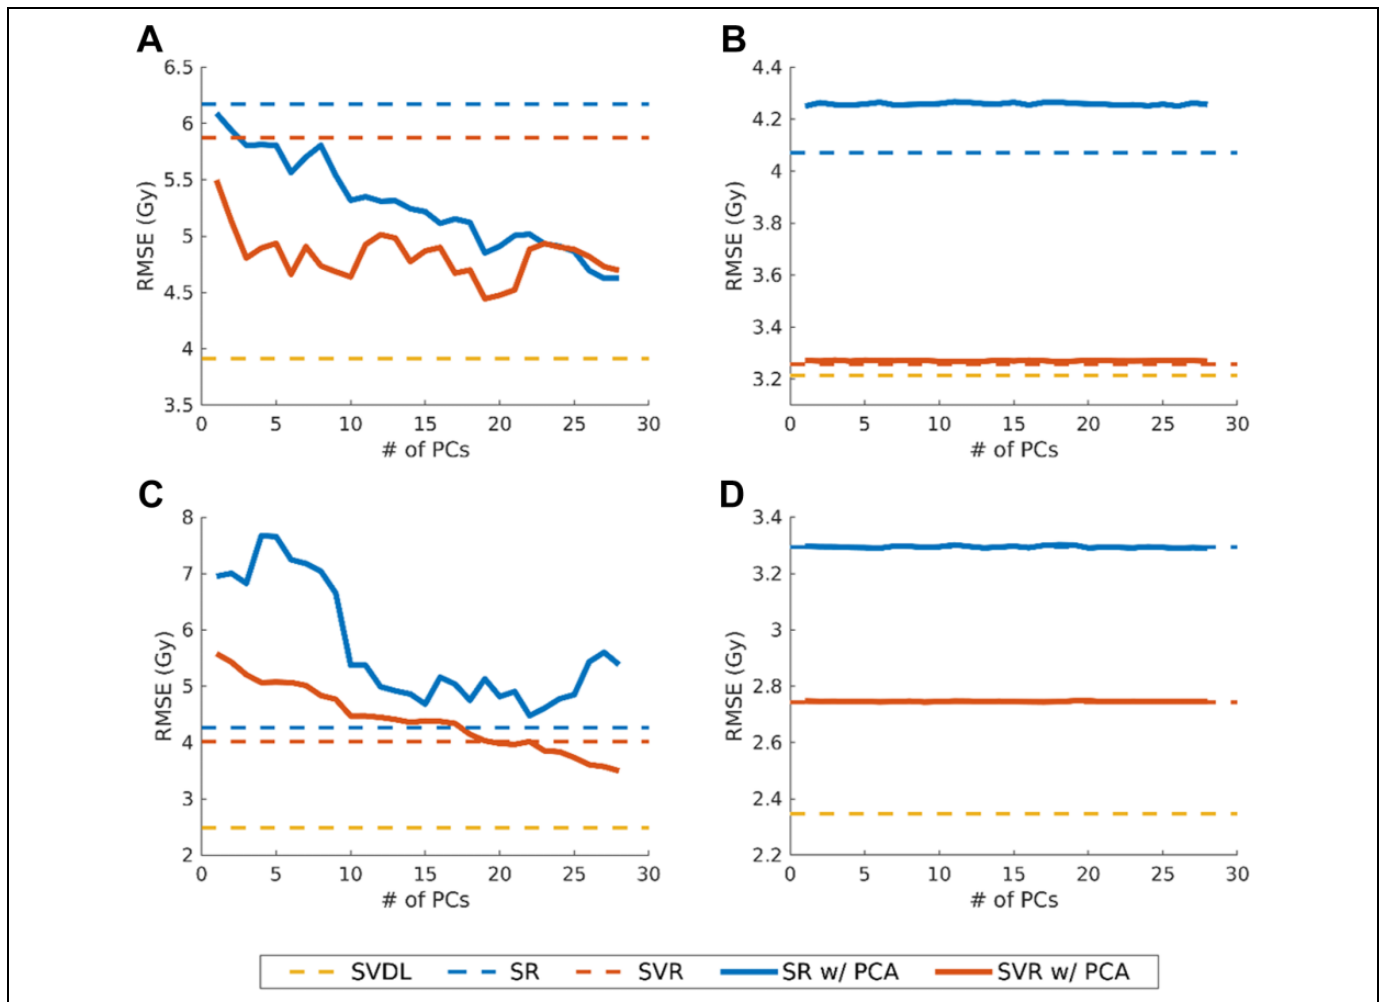 A
6.5
6
5.5
5
4.5
4
3.5
RMSE (Gy)
0 5 10 15 20 25 30
# of PCs
B
4.4
4.2
4
3.8
3.6
3.4
3.2
RMSE (Gy)
0 5 10 15 20 25 30
# of PCs
C
8
7
6
5
4
3
2
RMSE (Gy)
0 5 10 15 20 25 30
# of PCs
D
3.4
3.2
3
2.8
2.6
2.4
2.2
RMSE (Gy)
0 5 10 15 20 25 30
# of PCs
SVDL SR SVR SR w/ PCA SVR w/ PCA